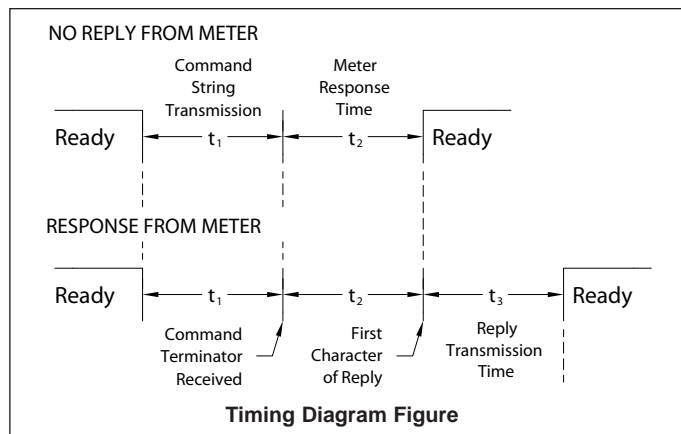 NO REPLY FROM METER
Command
String
Transmission
Meter
Response
Time
Ready
t₁
t₂
Ready
RESPONSE FROM METER
Ready
t₁
t₂
t₃
Ready
Command
Terminator
Received
First
Character
of Reply
Reply
Transmission
Time
Timing Diagram Figure